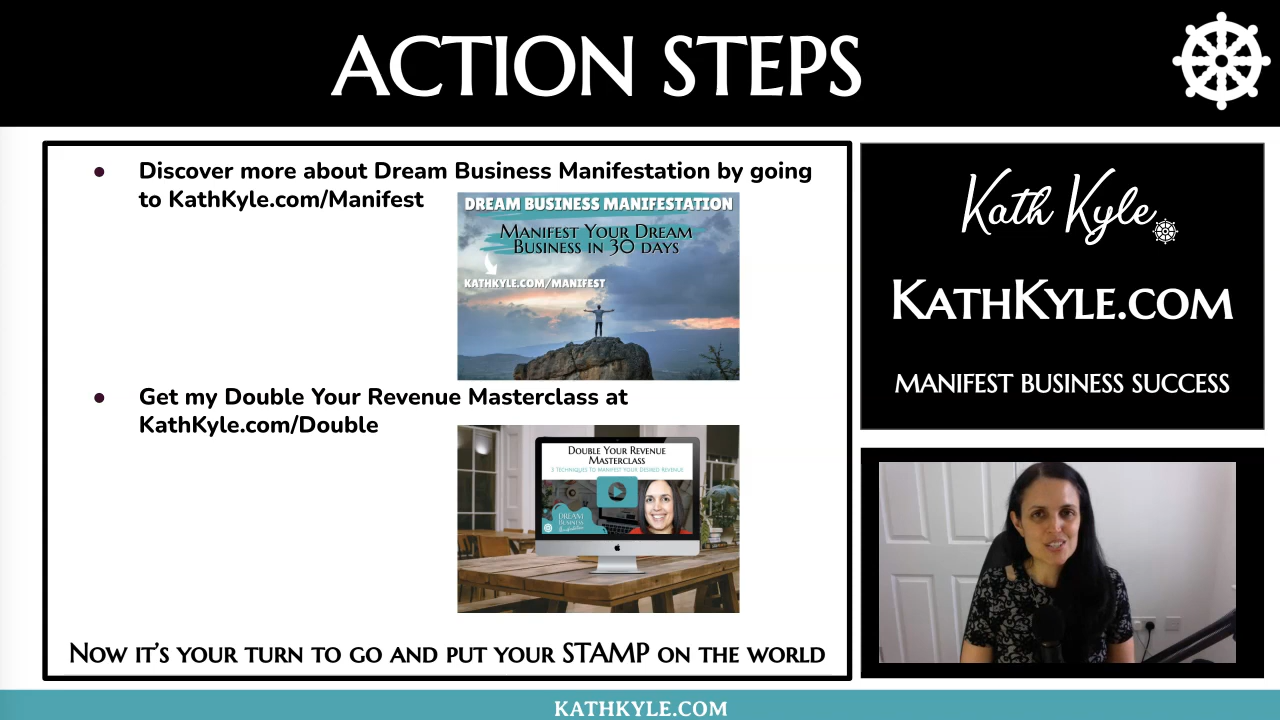 ACTION STEPS
● Discover more about Dream Business Manifestation by going
to KathKyle.com/Manifest
DREAM BUSINESS MANIFESTATION
MANIFEST YOUR DREAM
BUSINESS IN 30 DAYS
KATHKYLE.COM/MANIFEST
● Get my Double Your Revenue Masterclass at
KathKyle.com/Double
DOUBLE YOUR REVENUE
MASTERCLASS
3 TECHNIQUES TO MANIFEST YOUR DESIRED REVENUE
DREAM
BUSINESS
Manifestation
NOW IT'S YOUR TURN TO GO AND PUT YOUR STAMP ON THE WORLD
Kath Kyle
KATHKYLE.COM
MANIFEST BUSINESS SUCCESS
KATHKYLE.COM